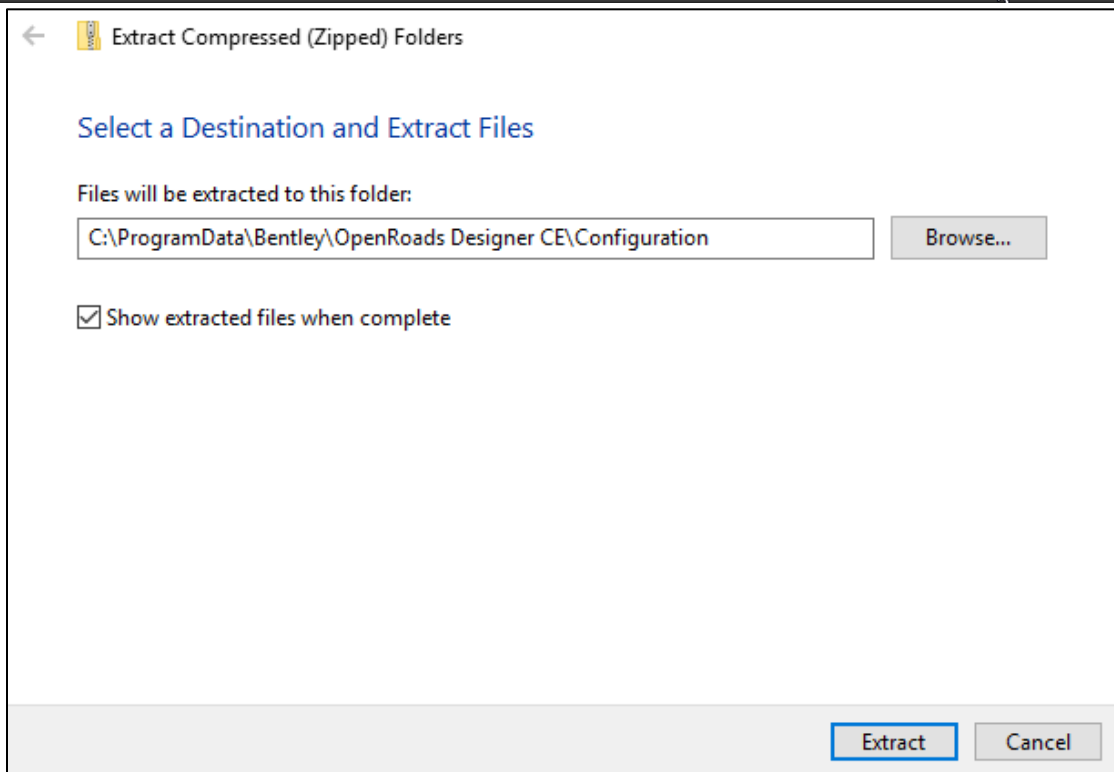 Extract Compressed (Zipped) Folders
Select a Destination and Extract Files
Files will be extracted to this folder:
C:\ProgramData\Bentley\OpenRoads Designer CE\Configuration
Browse...
Show extracted files when complete
Extract
Cancel